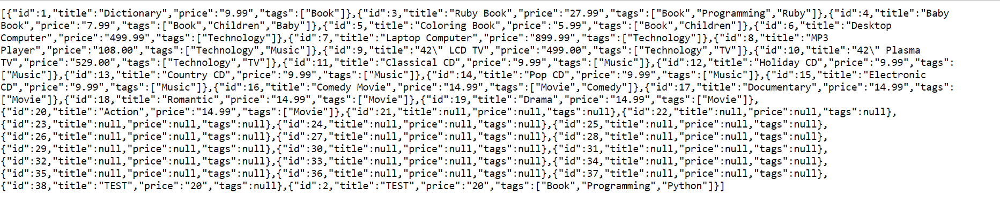 [{"id":1,"title":"Dictionary","price":"9.99","tags":["Book"]},{"id":3,"title":"Ruby Book","price":"27.99","tags":["Book","Programming","Ruby"]},{"id":4,"title":"Baby
Book","price":"7.99","tags":["Book","Children","Baby"]},{"id":5,"title":"Coloring Book","price":"5.99","tags":["Book","Children"]},{"id":6,"title":"Desktop
Computer","price":"499.99","tags":["Technology"]},{"id":7,"title":"Laptop Computer","price":"899.99","tags":["Technology"]},{"id":8,"title":"MP3
Player","price":"108.00","tags":["Technology","Music"]},{"id":9,"title":"42\" LCD TV","price":"499.00","tags":["Technology","TV"]},{"id":10,"title":"42\" Plasma
TV","price":"529.00","tags":["Technology","TV"]},{"id":11,"title":"Classical CD","price":"9.99","tags":["Music"]},{"id":12,"title":"Holiday CD","price":"9.99","tags":
["Music"]},{"id":13,"title":"Country CD","price":"9.99","tags":["Music"]},{"id":14,"title":"Pop CD","price":"9.99","tags":["Music"]},{"id":15,"title":"Electronic
CD","price":"9.99","tags":["Music"]},{"id":16,"title":"Comedy Movie","price":"14.99","tags":["Movie","Comedy"]},{"id":17,"title":"Documentary","price":"14.99","tags":
["Movie"]},{"id":18,"title":"Romantic","price":"14.99","tags":["Movie"]},{"id":19,"title":"Drama","price":"14.99","tags":["Movie"]},
{"id":20,"title":"Action","price":"14.99","tags":["Movie"]},{"id":21,"title":null,"price":null,"tags":null},{"id":22,"title":null,"price":null,"tags":null},
{"id":23,"title":null,"price":null,"tags":null},{"id":24,"title":null,"price":null,"tags":null},{"id":25,"title":null,"price":null,"tags":null},
{"id":26,"title":null,"price":null,"tags":null},{"id":27,"title":null,"price":null,"tags":null},{"id":28,"title":null,"price":null,"tags":null},
{"id":29,"title":null,"price":null,"tags":null},{"id":30,"title":null,"price":null,"tags":null},{"id":31,"title":null,"price":null,"tags":null},
{"id":32,"title":null,"price":null,"tags":null},{"id":33,"title":null,"price":null,"tags":null},{"id":34,"title":null,"price":null,"tags":null},
{"id":35,"title":null,"price":null,"tags":null},{"id":36,"title":null,"price":null,"tags":null},{"id":37,"title":null,"price":null,"tags":null},
{"id":38,"title":"TEST","price":"20","tags":null},{"id":2,"title":"TEST","price":"20","tags":["Book","Programming","Python"]}]